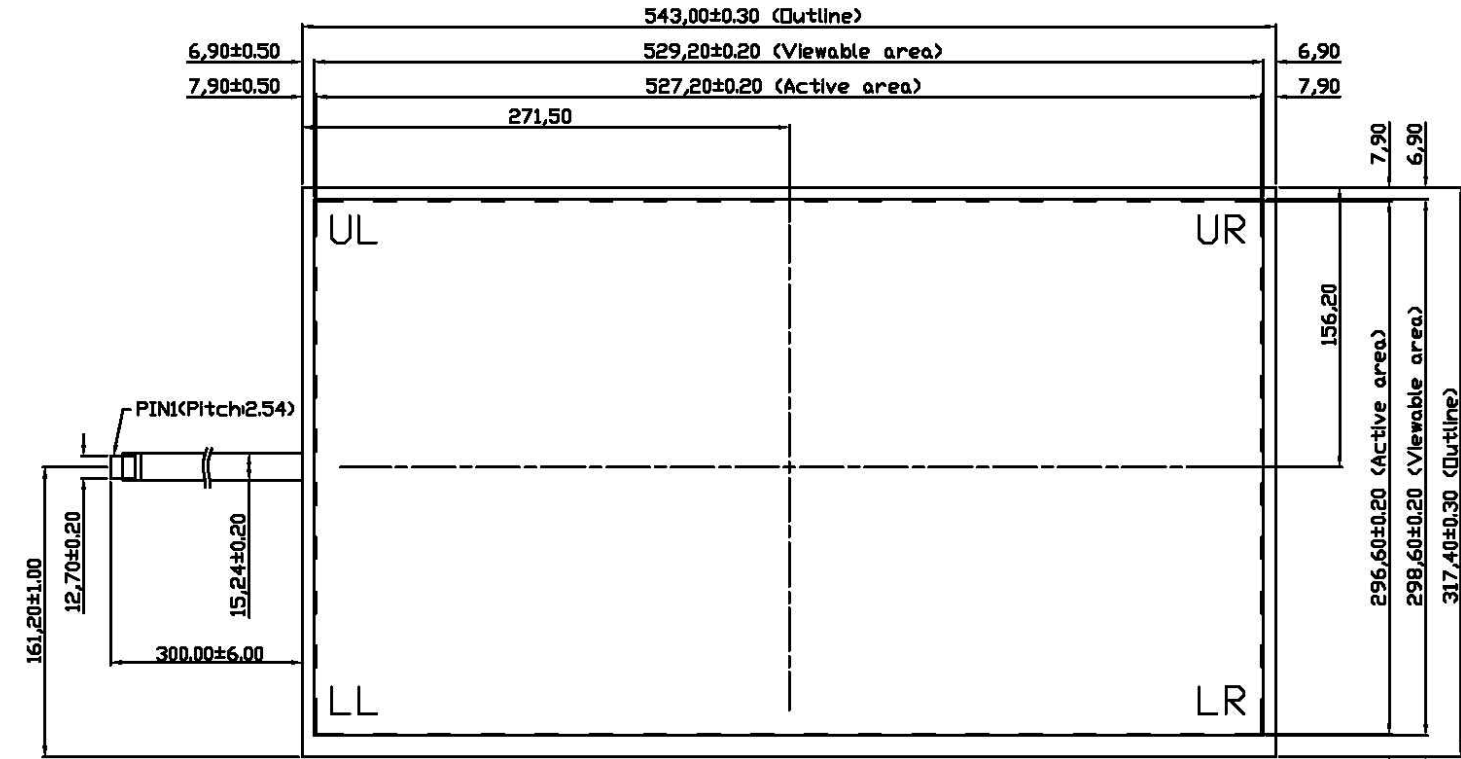 543,00±0.30 (Outline)
6,90±0.50
529,20±0.20 (Viewable area)
6,90
7,90±0.50
527,20±0.20 (Active area)
7,90
271,50
7,90
6,90
UL
UR
156,20
PIN1(Pitch:2.54)
296,60±0.20 (Active area)
298,60±0.20 (Viewable area)
317,40±0.30 (Outline)
12,70±0.20
15,24±0.20
161,20±1.00
300.00±6.00
LL
LR